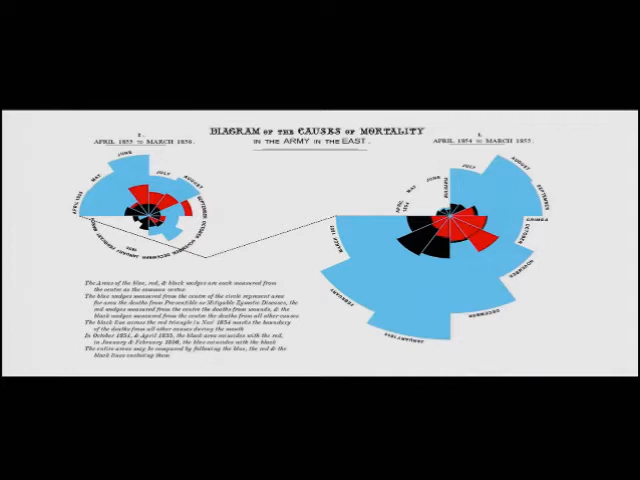 DIAGRAM OF THE CAUSES OF MORTALITY
IN THE ARMY IN THE EAST.
2.
APRIL 1855 TO MARCH 1856.
1.
APRIL 1854 TO MARCH 1855.
APRIL 1855
MAY
JUNE
JULY
AUGUST
SEPTEMBER
OCTOBER
NOVEMBER
DECEMBER
JANUARY
FEBRUARY
MARCH
APRIL 1854
MAY
JUNE
JULY
AUGUST
SEPTEMBER
CRIMEA
OCTOBER
NOVEMBER
DECEMBER
JANUARY 1855
FEBRUARY
MARCH 1855
The Areas of the blue, red, & black wedges are each measured from
the centre as the common vertex.
The blue wedges measured from the centre of the circle represent area
for area the deaths from Preventible or Mitigable Zymotic Diseases, the
red wedges measured from the centre the deaths from wounds, & the
black wedges measured from the centre the deaths from all other causes
The black line across the red triangle in Nov! 1854 marks the boundary
of the deaths from all other causes during the month
In October 1854, & April 1855, the black area coincides with the red,
in January & February 1856, the blue coincides with the black
The entire areas may be compared by following the blue, the red & the
black lines enclosing them